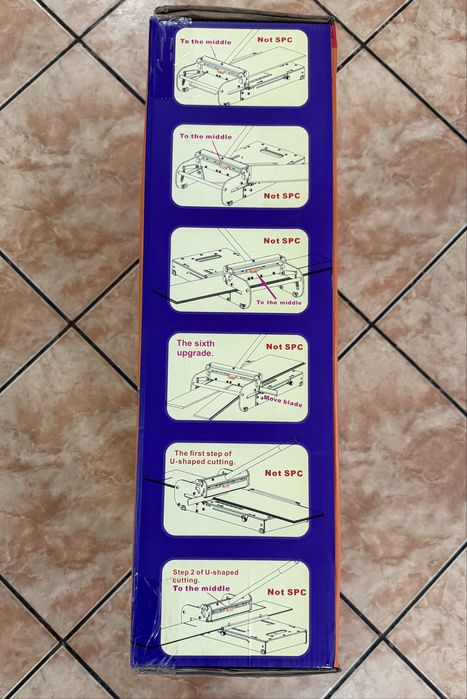 To the middle
Not SPC
To the middle
Not SPC
Not SPC
To the middle
The sixth
upgrade.
Not SPC
Move blade
The first step of
U-shaped cutting.
Not SPC
Step 2 of U-shaped
cutting.
To the middle
Not SPC